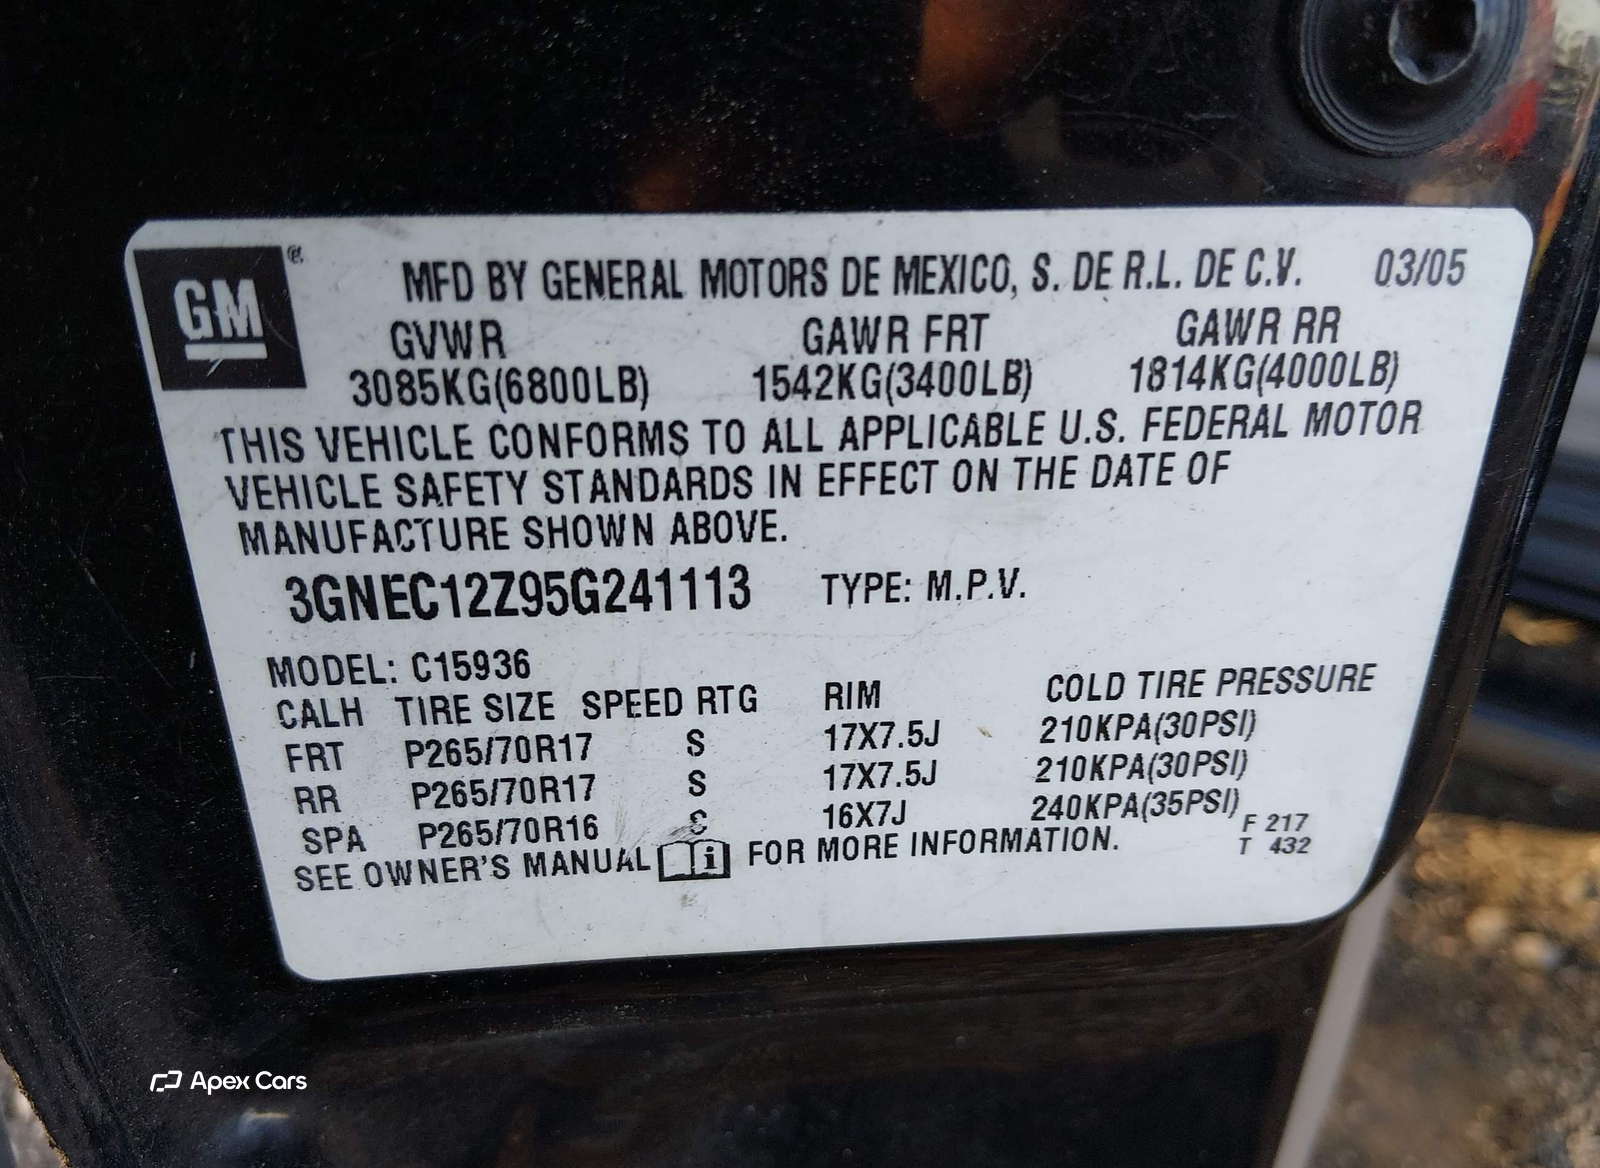 GM ® MFD BY GENERAL MOTORS DE MEXICO, S. DE R.L. DE C.V. 03/05
GVWR GAWR FRT GAWR RR
3085KG(6800LB) 1542KG(3400LB) 1814KG(4000LB)
THIS VEHICLE CONFORMS TO ALL APPLICABLE U.S. FEDERAL MOTOR
VEHICLE SAFETY STANDARDS IN EFFECT ON THE DATE OF
MANUFACTURE SHOWN ABOVE.
3GNEC12Z95G241113 TYPE: M.P.V.
MODEL: C15936
CALH TIRE SIZE SPEED RTG RIM COLD TIRE PRESSURE
FRT P265/70R17 S 17X7.5J 210KPA(30PSI)
RR P265/70R17 S 17X7.5J 210KPA(30PSI)
SPA P265/70R16 S 16X7J 240KPA(35PSI)
F 217
SEE OWNER'S MANUAL i FOR MORE INFORMATION.
T 432
Apex Cars